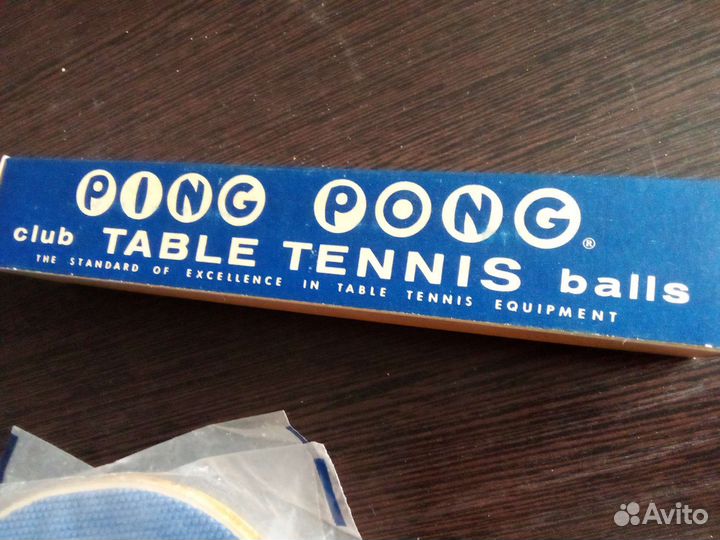 PING PONG®
club TABLE TENNIS balls
THE STANDARD OF EXCELLENCE IN TABLE TENNIS EQUIPMENT
Avito